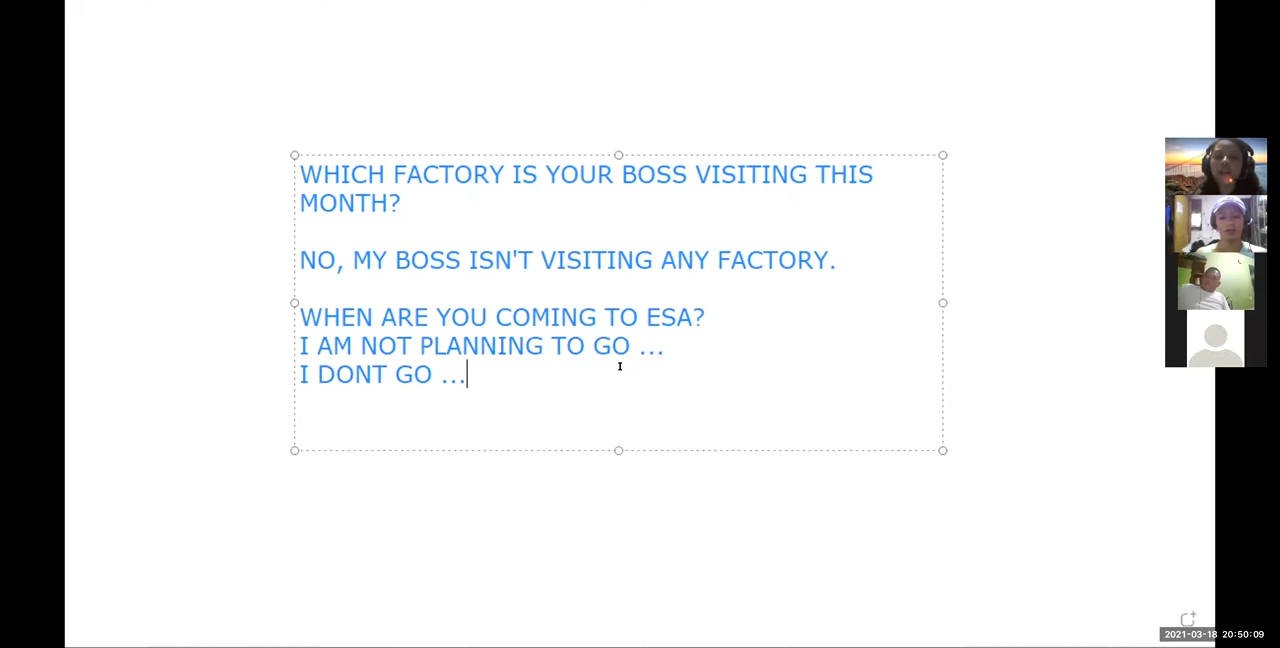 WHICH FACTORY IS YOUR BOSS VISITING THIS
MONTH?
NO, MY BOSS ISN'T VISITING ANY FACTORY.
WHEN ARE YOU COMING TO ESA?
I AM NOT PLANNING TO GO ...
I DONT GO ...
2021-03-18 20:50:09